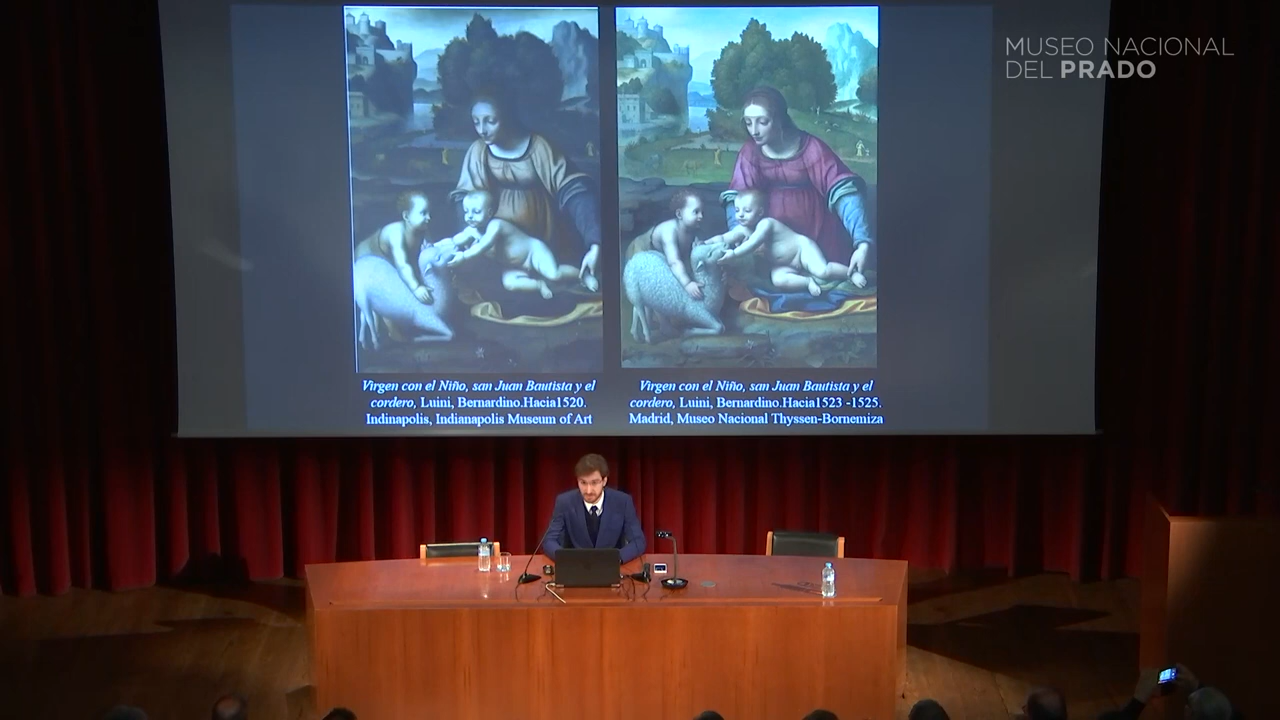 MUSEO NACIONAL
DEL PRADO
Virgen con el Niño, san Juan Bautista y el
cordero, Luini, Bernardino.Hacia1520.
Indinapolis, Indianapolis Museum of Art
Virgen con el Niño, san Juan Bautista y el
cordero, Luini, Bernardino.Hacia1523 -1525.
Madrid, Museo Nacional Thyssen-Bornemiza